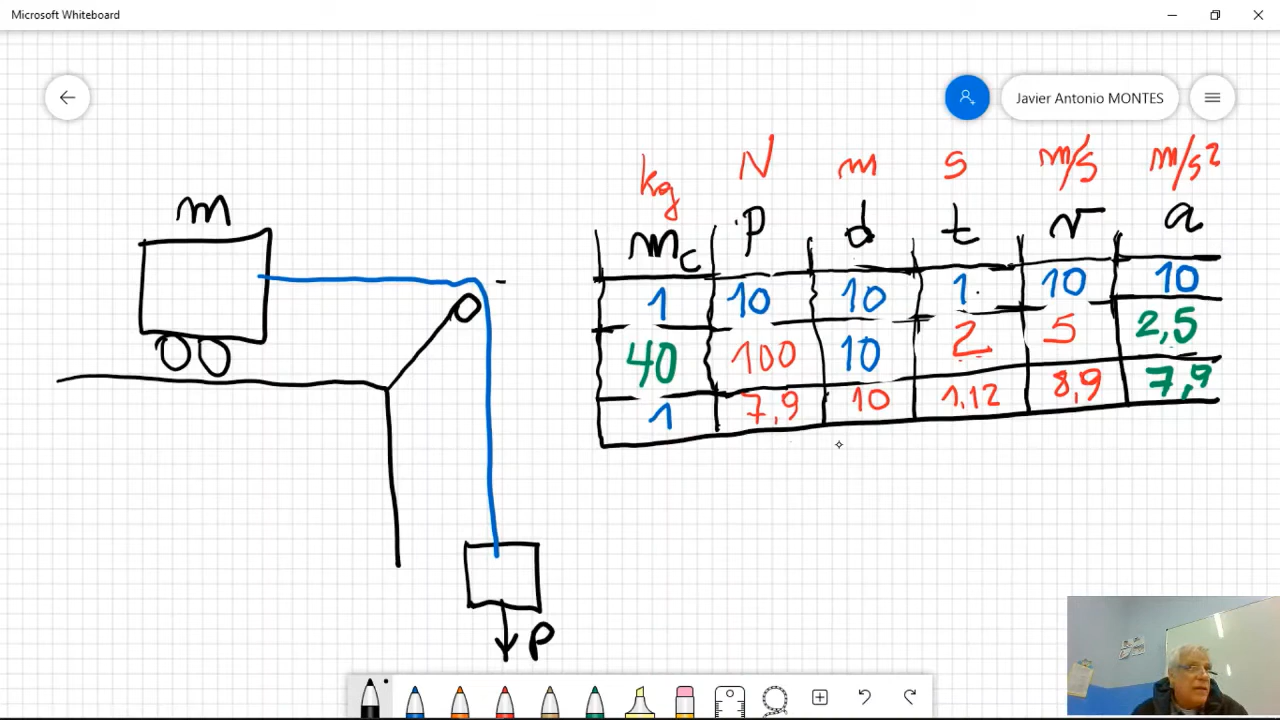 Microsoft Whiteboard
Javier Antonio MONTES
kg N m s m/s m/s²
m
mc P d t v a
1 10 10 1 10 10
40 100 10 2 5 2,5
1 7,9 10 1,12 8,9 7,9
P